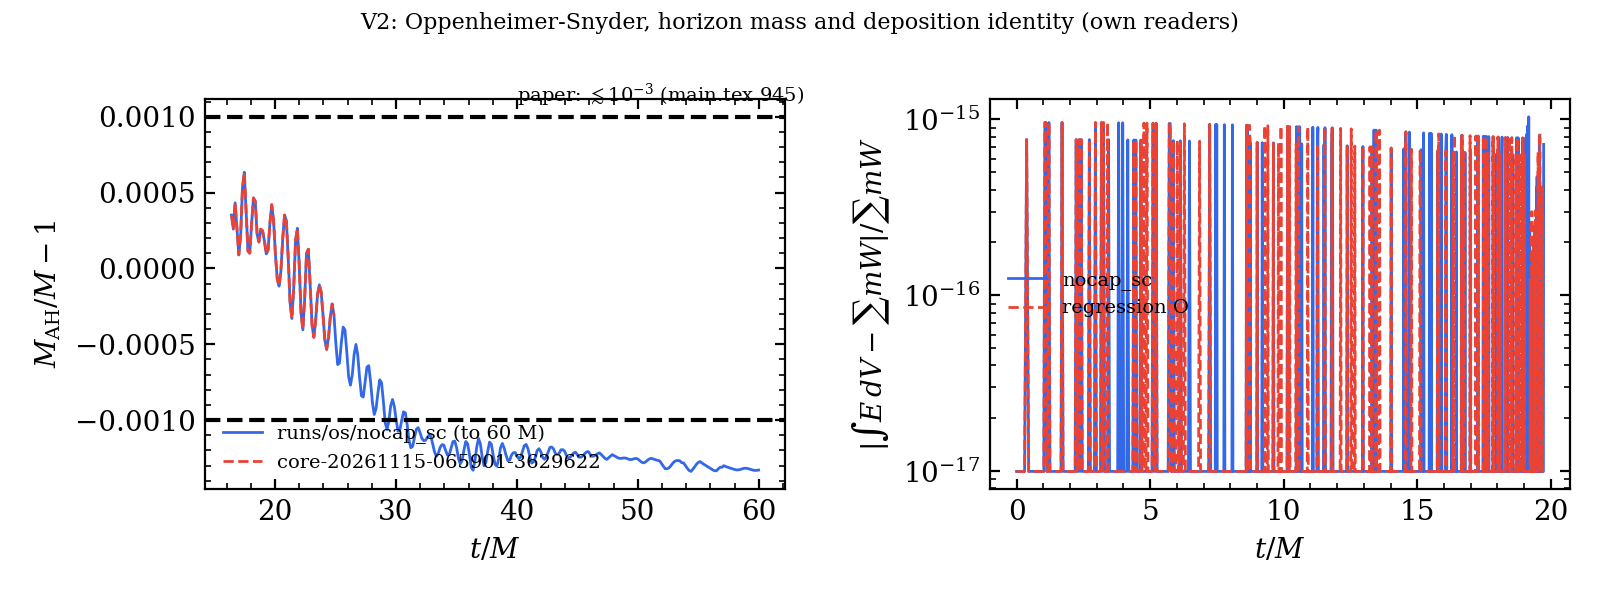 V2: Oppenheimer-Snyder, horizon mass and deposition identity (own readers)
paper: ≲10⁻³ (main.tex 945)
0.0010
0.0005
0.0000
−0.0005
−0.0010
M_AH/M − 1
runs/os/nocap_sc (to 60 M)
core-20261115-065901-3629622
20 30 40 50 60
t/M
10⁻¹⁵
10⁻¹⁶
10⁻¹⁷
|∫E dV − ∑mW|/∑mW
nocap_sc
regression O
0 5 10 15 20
t/M